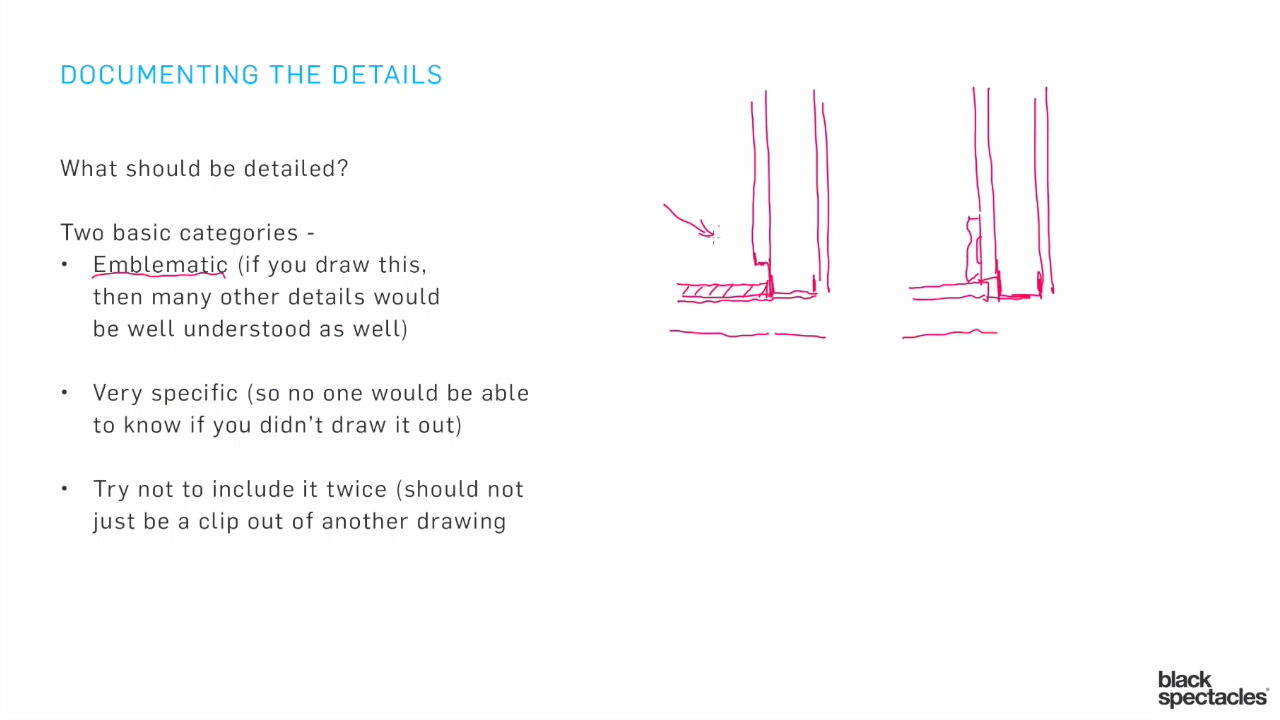 DOCUMENTING THE DETAILS
What should be detailed?
Two basic categories -
• Emblematic (if you draw this,
then many other details would
be well understood as well)
• Very specific (so no one would be able
to know if you didn't draw it out)
• Try not to include it twice (should not
just be a clip out of another drawing
black
spectacles®